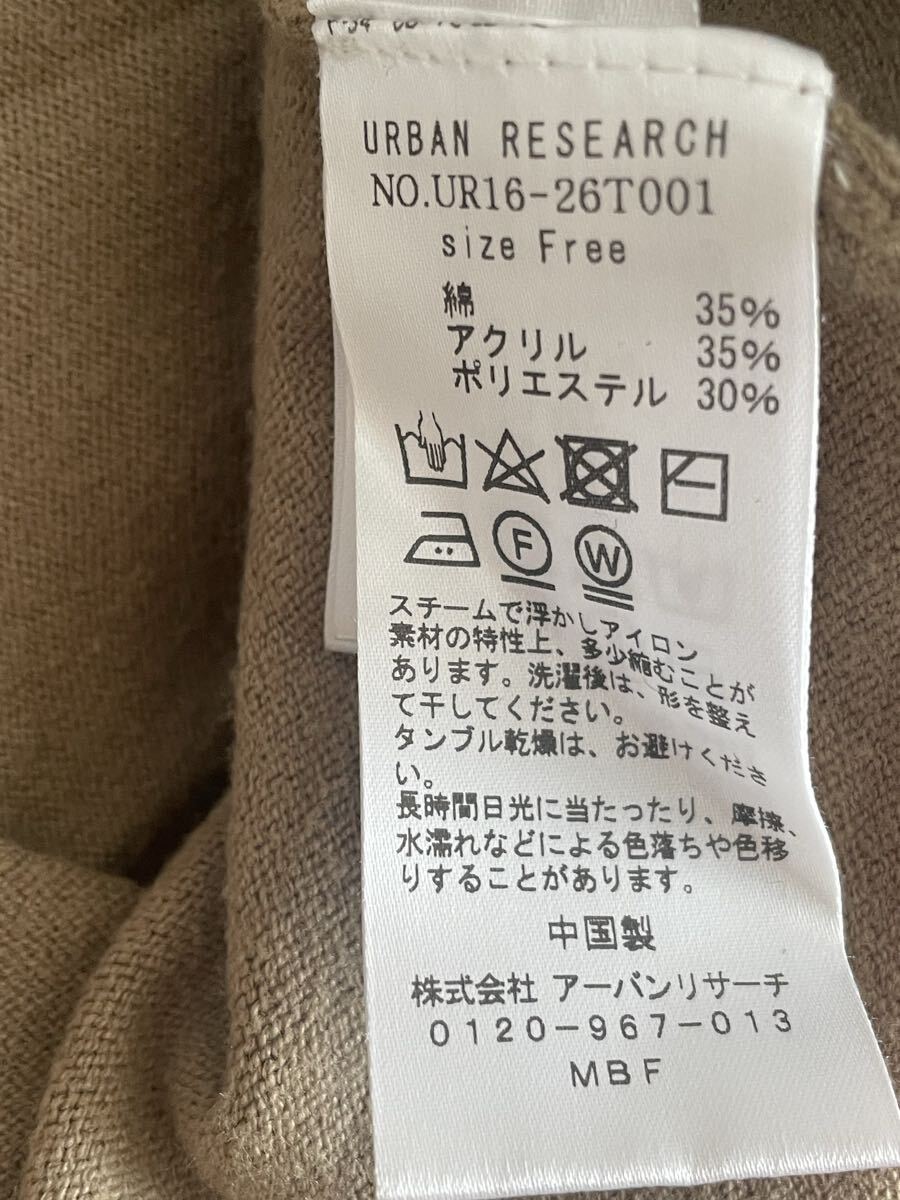 URBAN RESEARCH
NO.UR16-26T001
size Free
綿 35%
アクリル 35%
ポリエステル 30%
F W
スチームで浮かしアイロン
素材の特性上、多少縮むことが
あります。洗濯後は、形を整え
て干してください。
タンブル乾燥は、お避けくださ
い。
長時間日光に当たったり、摩擦、
水濡れなどによる色落ちや色移
りすることがあります。
中国製
株式会社 アーバンリサーチ
0120-967-013
MBF